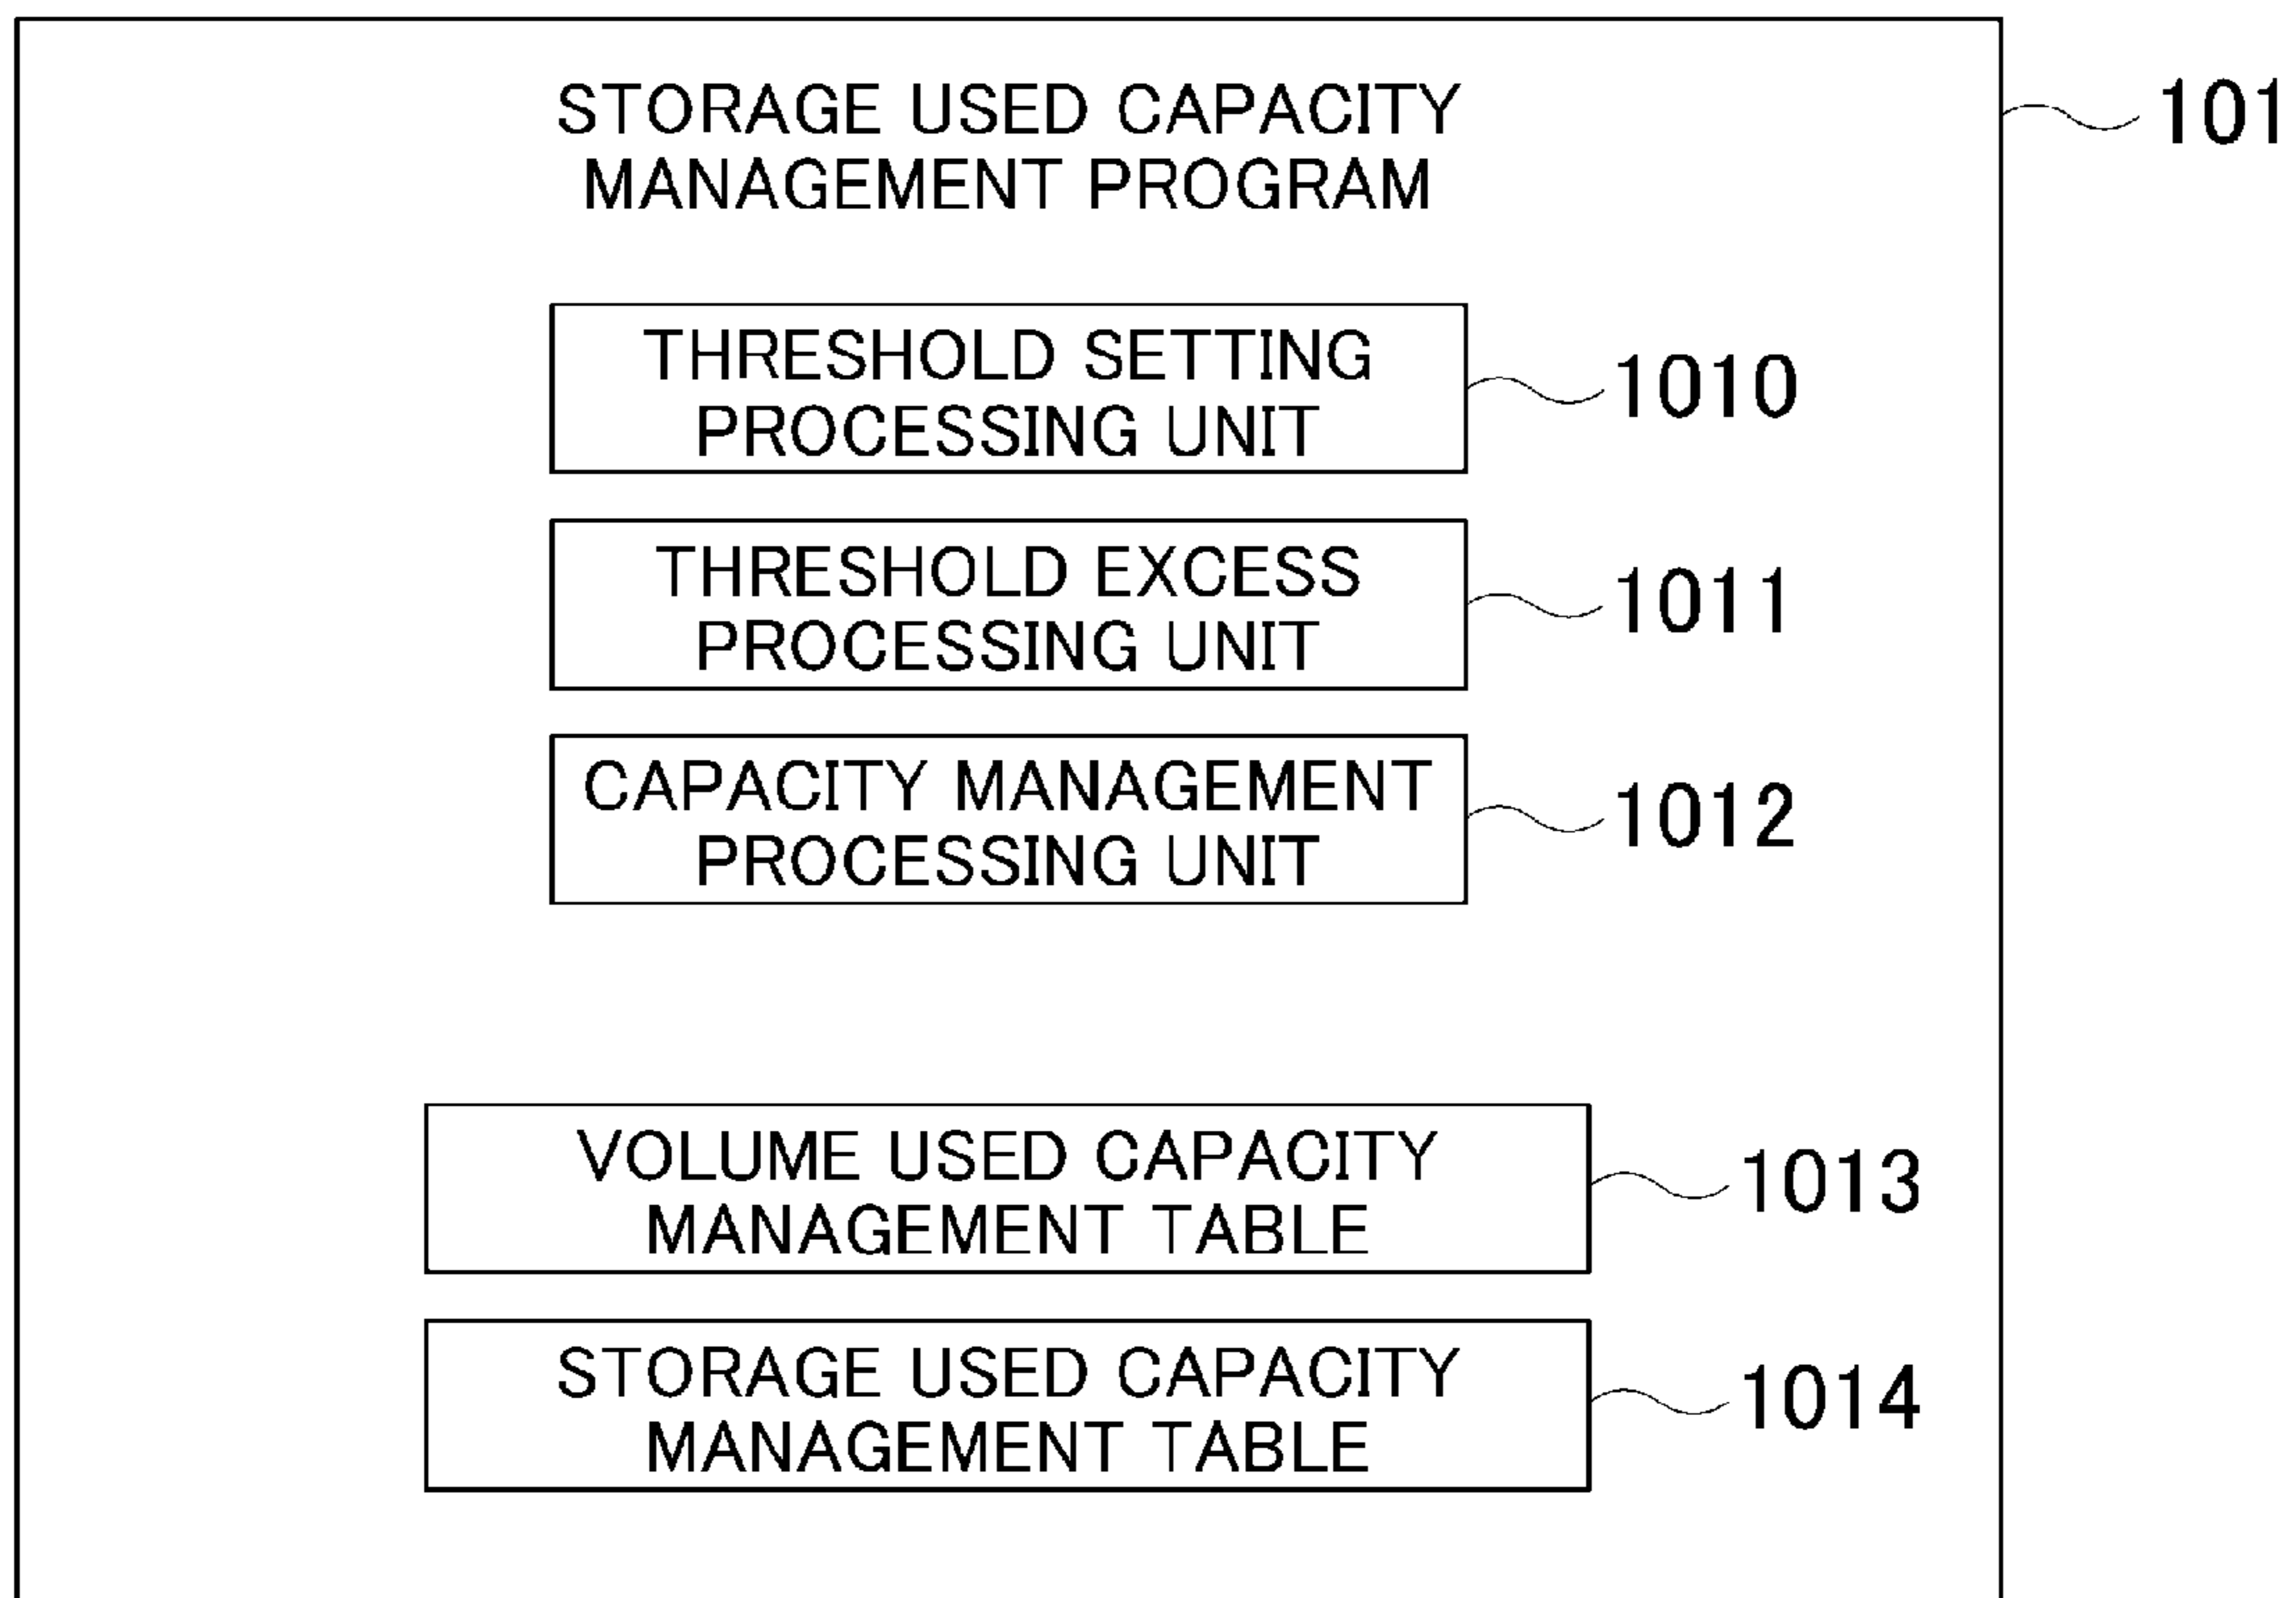 STORAGE USED CAPACITY
MANAGEMENT PROGRAM
101
THRESHOLD SETTING
PROCESSING UNIT
1010
THRESHOLD EXCESS
PROCESSING UNIT
1011
CAPACITY MANAGEMENT
PROCESSING UNIT
1012
VOLUME USED CAPACITY
MANAGEMENT TABLE
1013
STORAGE USED CAPACITY
MANAGEMENT TABLE
1014